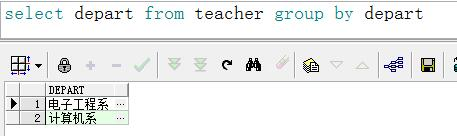 select depart from teacher group by depart
DEPART
1 电子工程系 ...
2 计算机系 ...